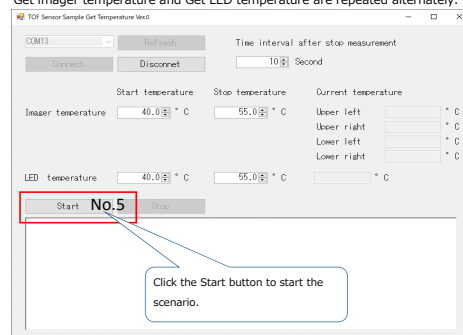 Get imager temperature and Get LED temperature are repeated alternately.
TOF Sensor Sample Get Temperature Ver.0
COM13 Refresh Time interval after stop measurement
Connect Disconnet 10 Second
Start temperature Stop temperature Current temperature
Imager temperature 40.0 ° C 55.0 ° C Upper left ° C
Upper right ° C
Lower left ° C
Lower right ° C
LED temperature 40.0 ° C 55.0 ° C ° C
Start No.5 Stop
Click the Start button to start the
scenario.